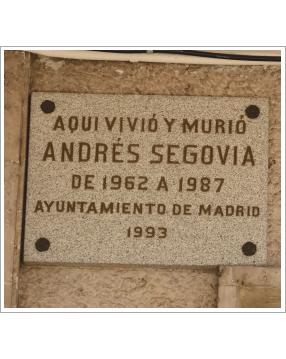 AQUI VIVIÓ Y MURIÓ
ANDRÉS SEGOVIA
DE 1962 A 1987
AYUNTAMIENTO DE MADRID
1993